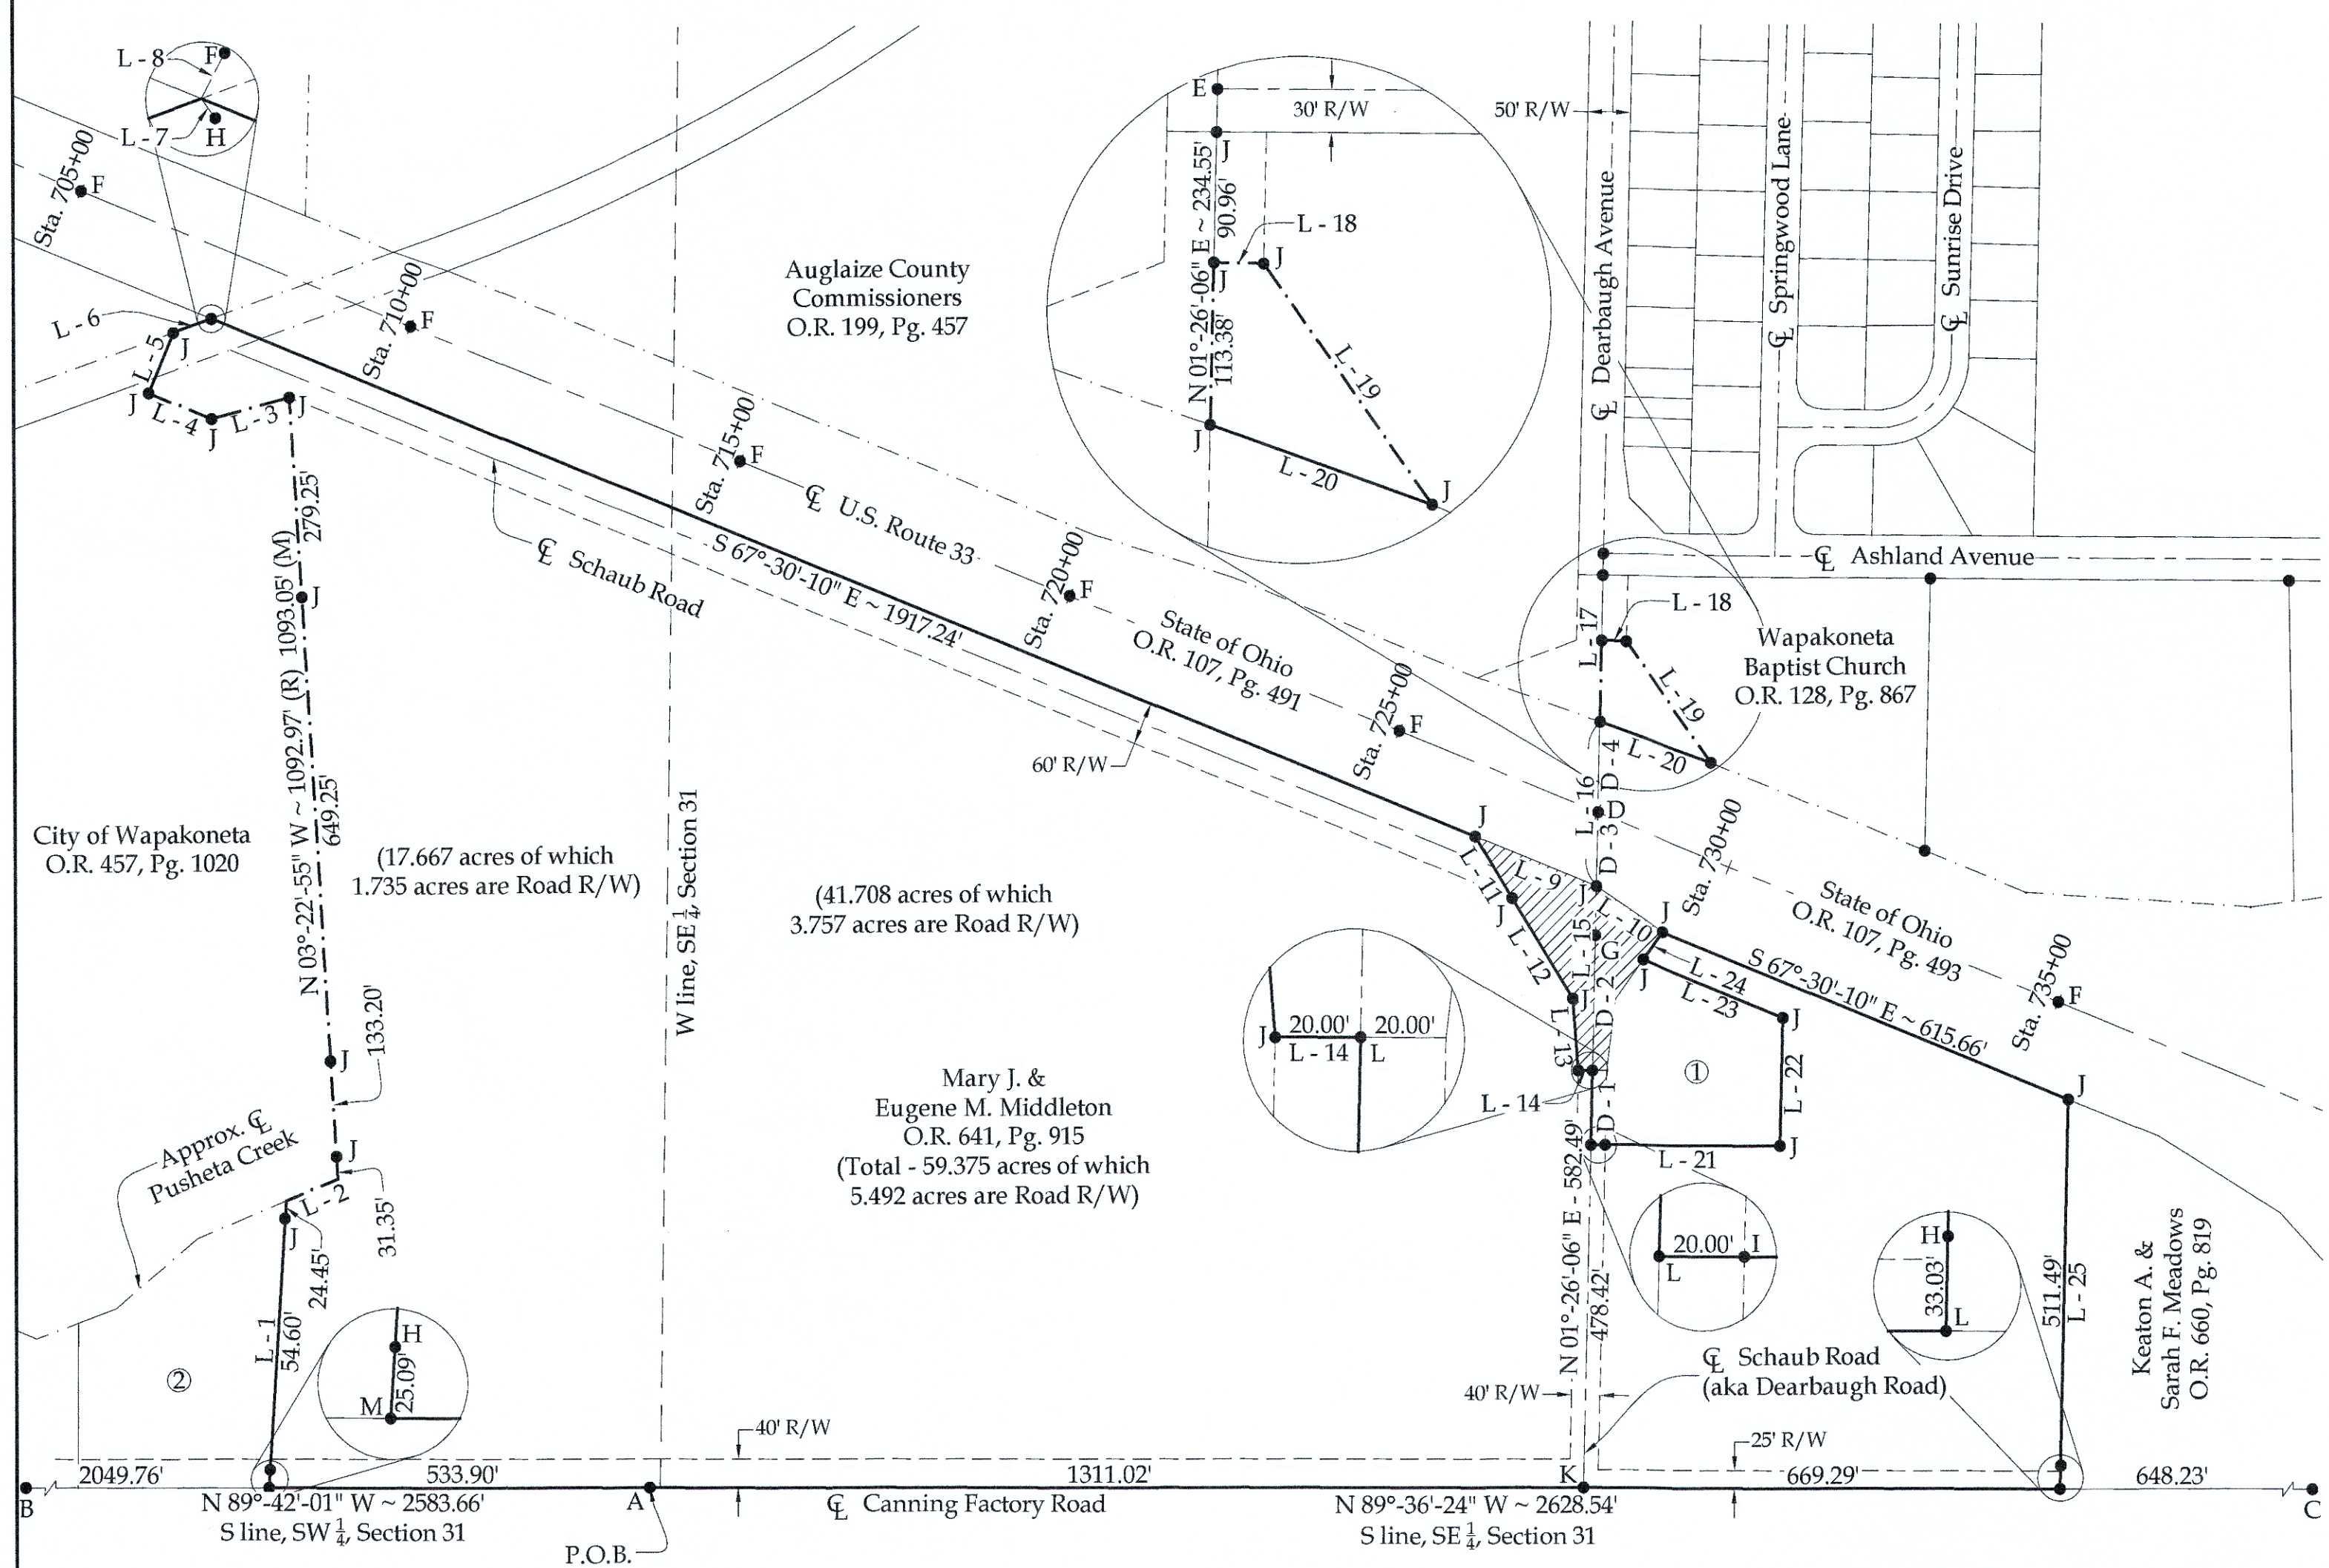 L - 8
F
L - 7
H
Sta. 705+00
F
L - 6
L - 5
J
J
L - 4
J
L - 3
J
Sta. 710+00
F
Auglaize County
Commissioners
O.R. 199, Pg. 457
Sta. 715+00
F
℄ U.S. Route 33
℄ Schaub Road
S 67°-30'-10" E ~ 1917.24'
Sta. 720+00
F
State of Ohio
O.R. 107, Pg. 491
60' R/W
Sta. 725+00
F
E
30' R/W
J
N 01°-26'-06" E ~ 234.55'
90.96'
L - 18
J
J
113.38'
L - 19
J
L - 20
J
50' R/W
℄ Dearbaugh Avenue
℄ Springwood Lane
℄ Sunrise Drive
℄ Ashland Avenue
L - 17
L - 18
L - 19
L - 20
Wapakoneta
Baptist Church
O.R. 128, Pg. 867
D - 4
L - 16
D
D - 3
Sta. 730+00
State of Ohio
O.R. 107, Pg. 493
Sta. 735+00
F
N 03°-22'-55" W ~ 1092.97' (R) 1093.05' (M)
279.25'
J
649.25'
City of Wapakoneta
O.R. 457, Pg. 1020
(17.667 acres of which
1.735 acres are Road R/W)
W line, SE 1/4, Section 31
(41.708 acres of which
3.757 acres are Road R/W)
J
L - 9
L - 11
J
L - 12
J
L - 10
J
L - 15
G
D - 2
J
L - 24
J
L - 23
J
S 67°-30'-10" E ~ 615.66'
J
L - 13
L - 14
D - 1
①
L - 22
J
L - 21
20.00'
20.00'
J
L - 14
L
Mary J. &
Eugene M. Middleton
O.R. 641, Pg. 915
(Total - 59.375 acres of which
5.492 acres are Road R/W)
J
133.20'
J
Approx. ℄
Pusheta Creek
L - 2
31.35'
J
24.45'
L - 1
54.60'
②
H
M
25.09'
N 01°-26'-06" E - 582.49'
478.42'
20.00'
I
L
H
33.03'
L
511.49'
L - 25
Keaton A. &
Sarah F. Meadows
O.R. 660, Pg. 819
℄ Schaub Road
(aka Dearbaugh Road)
40' R/W
40' R/W
25' R/W
2049.76'
533.90'
1311.02'
K
669.29'
648.23'
B
N 89°-42'-01" W ~ 2583.66'
S line, SW 1/4, Section 31
A
℄ Canning Factory Road
N 89°-36'-24" W ~ 2628.54'
S line, SE 1/4, Section 31
C
P.O.B.